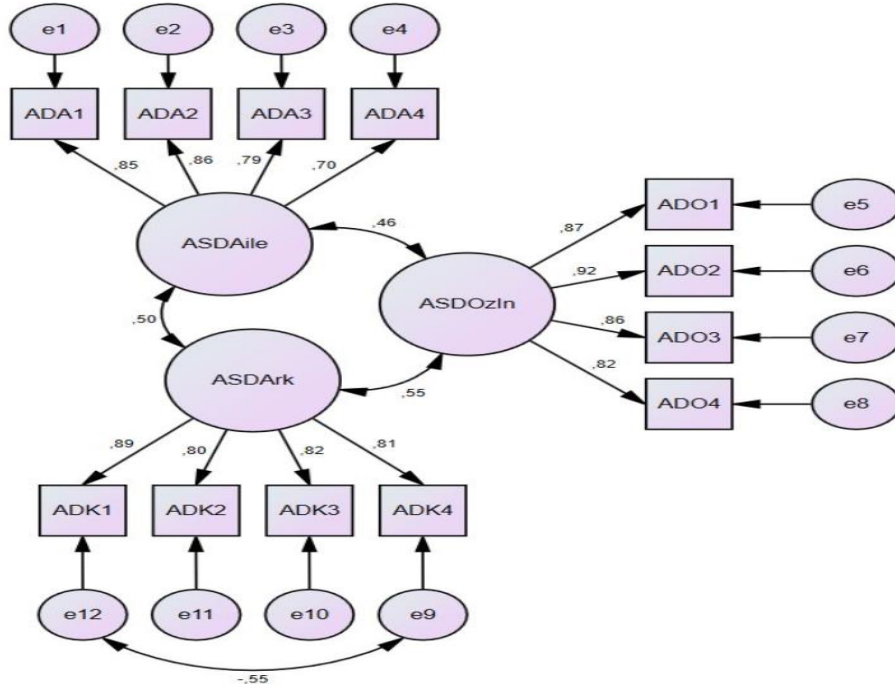 e1 e2 e3 e4
ADA1 ADA2 ADA3 ADA4
,85 ,86 ,79 ,70
ASDAile
,46
ASDOzIn
,87
,92
,86
,82
ADO1 e5
ADO2 e6
ADO3 e7
ADO4 e8
,50
ASDArk
,55
,89 ,80 ,82 ,81
ADK1 ADK2 ADK3 ADK4
e12 e11 e10 e9
-,55